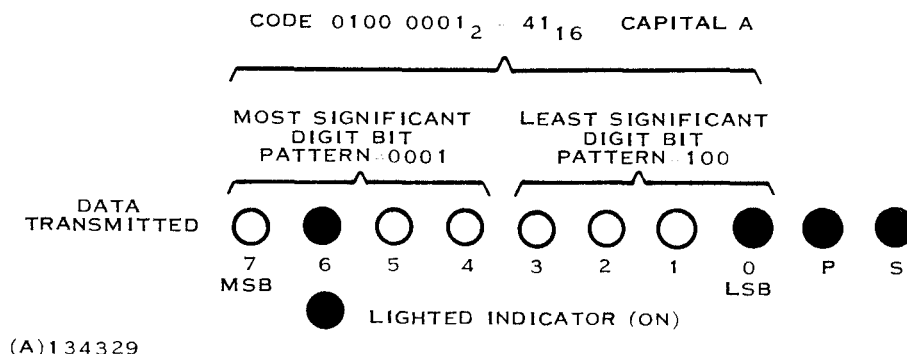 CODE 0100 0001₂ - 41₁₆ CAPITAL A
MOST SIGNIFICANT DIGIT BIT PATTERN 0001
LEAST SIGNIFICANT DIGIT BIT PATTERN 100
DATA TRANSMITTED
7 6 5 4 3 2 1 0 P S
MSB LSB
LIGHTED INDICATOR (ON)
(A)134329